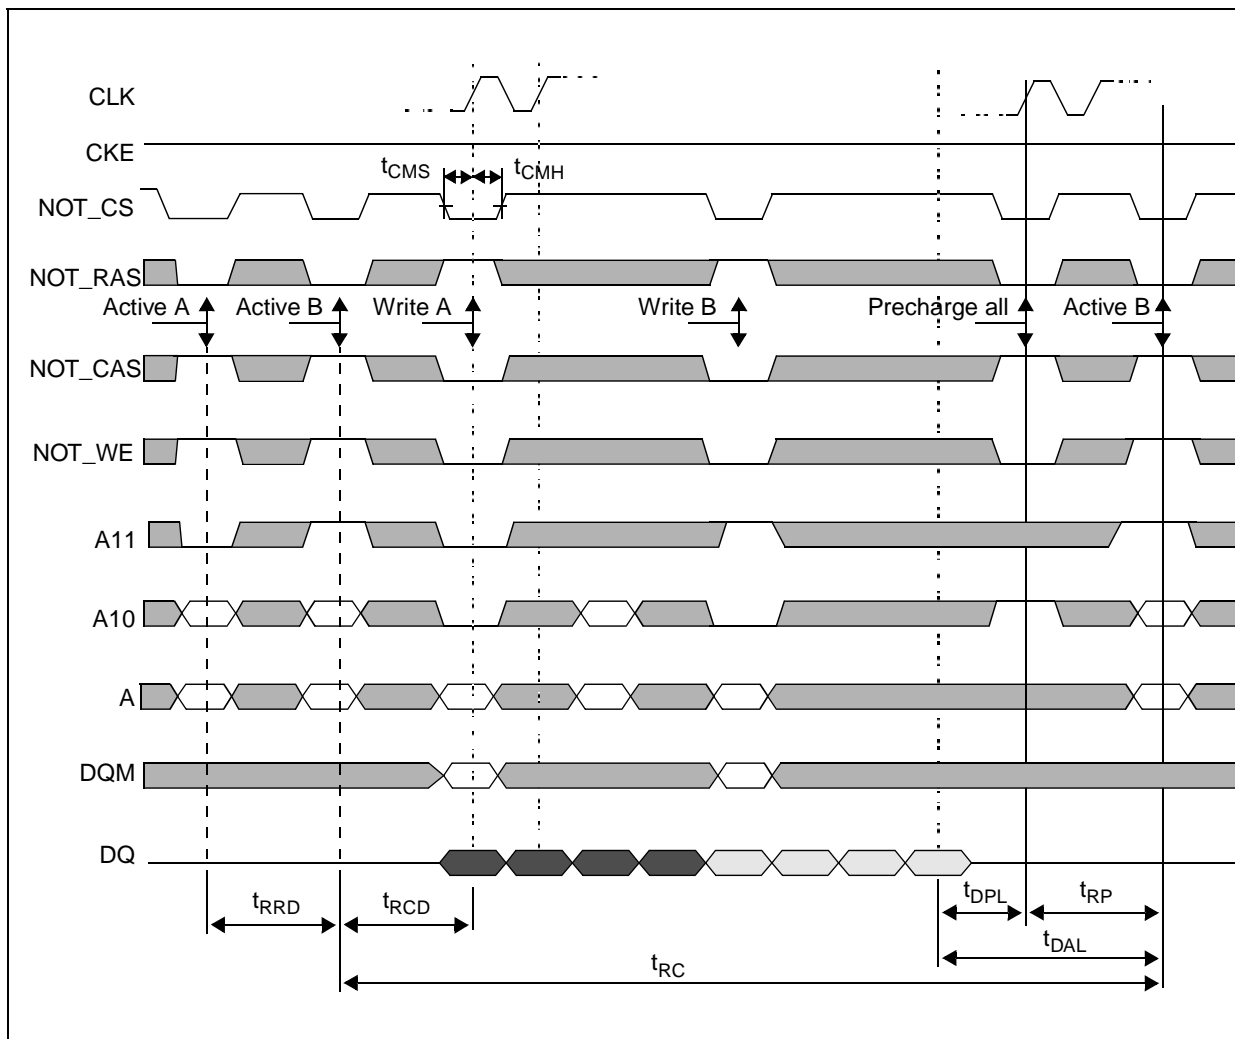 CLK
CKE
tCMS tCMH
NOT_CS
NOT_RAS
Active A Active B Write A Write B Precharge all Active B
NOT_CAS
NOT_WE
A11
A10
A
DQM
DQ
tRRD tRCD tDPL tRP
tDAL
tRC